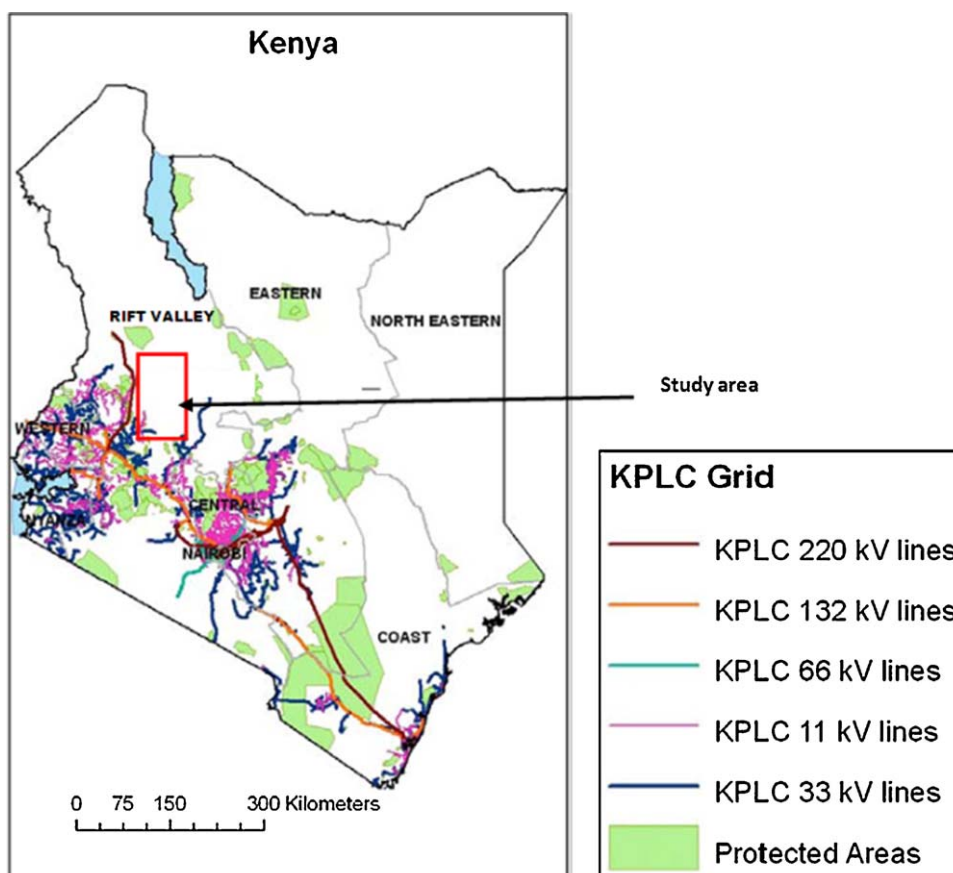 Kenya
EASTERN
RIFT VALLEY
NORTH EASTERN
Study area
WESTERN
NYANZA
CENTRAL
NAIROBI
COAST
0 75 150 300 Kilometers
KPLC Grid
KPLC 220 kV lines
KPLC 132 kV lines
KPLC 66 kV lines
KPLC 11 kV lines
KPLC 33 kV lines
Protected Areas